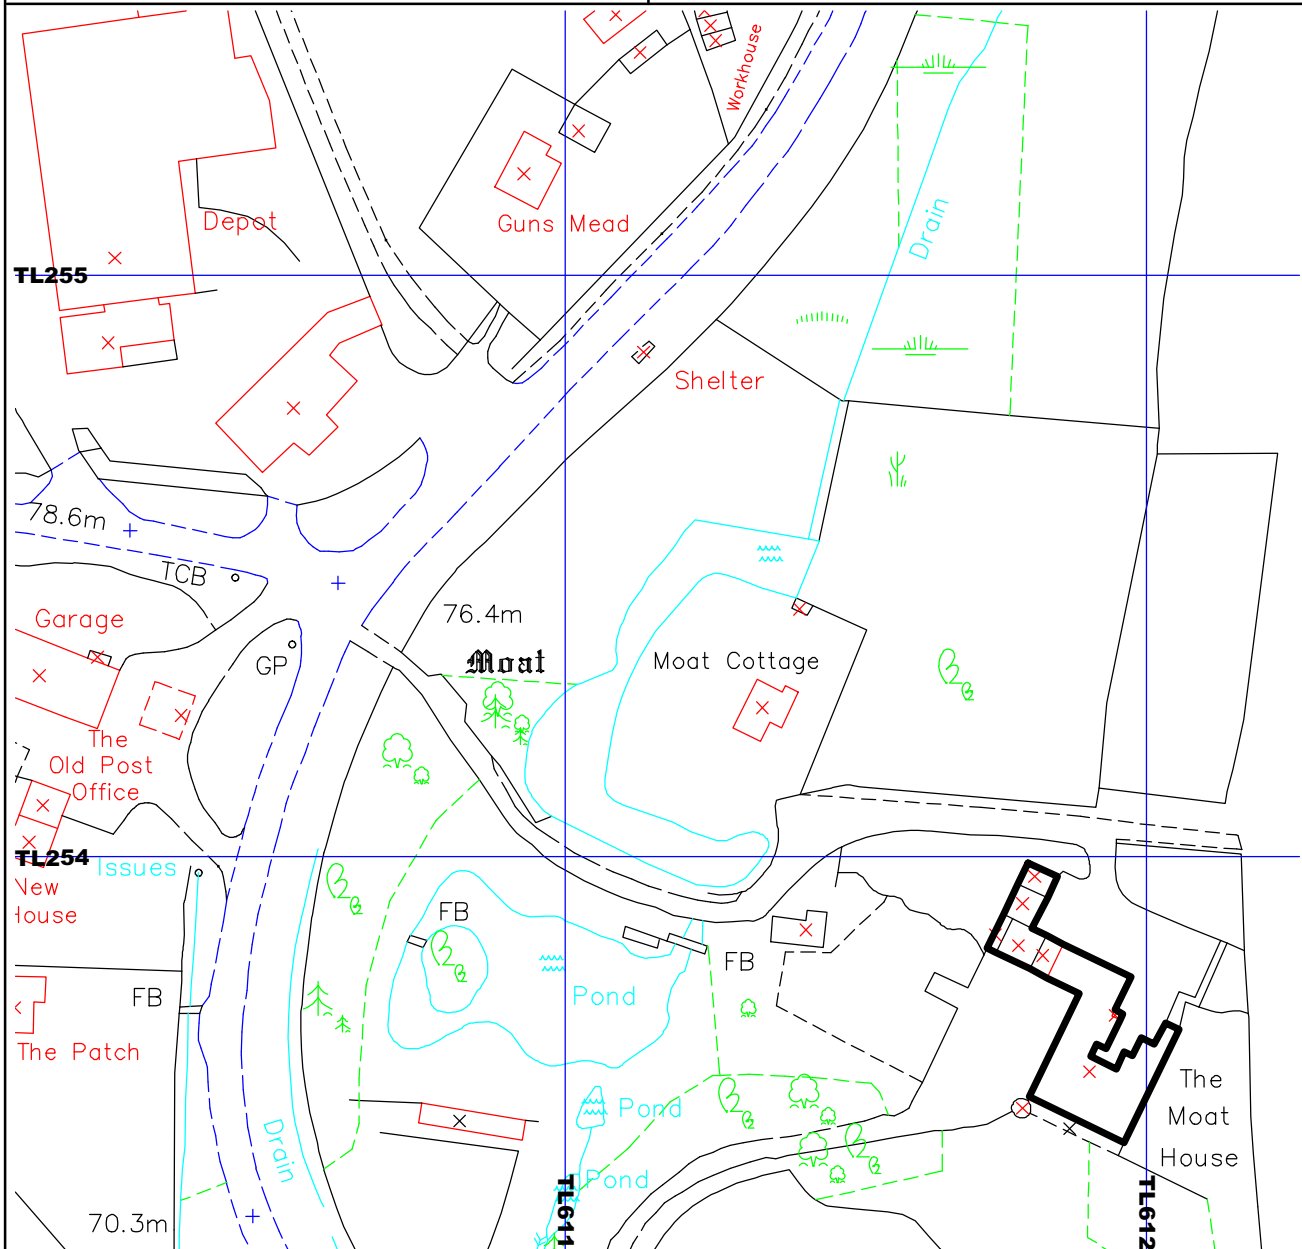 Workhouse
Depot
Guns Mead
Drain
TL255
Shelter
78.6m
TCB
Garage
76.4m
GP
Moat
Moat Cottage
The
Old Post
Office
TL254
Issues
New
House
FB
FB
Pond
FB
The Patch
Pond
The
Moat
House
Drain
Pond
TL611
TL612
70.3m